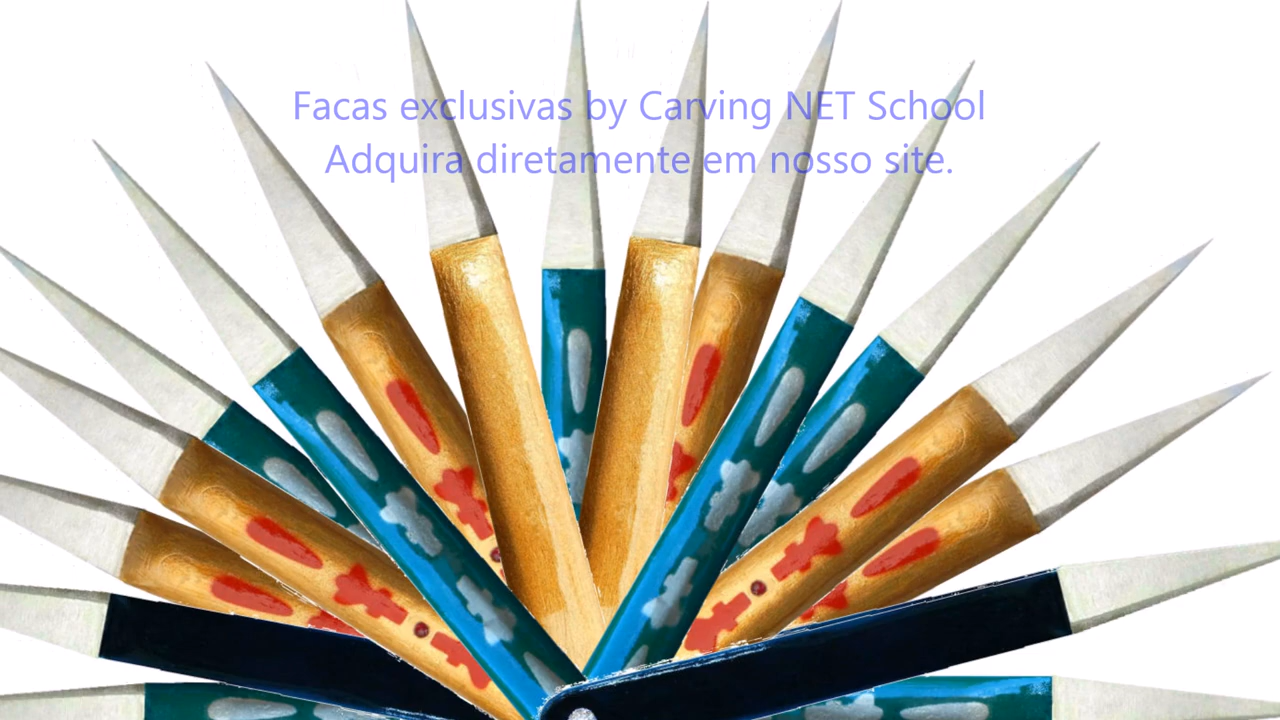 Facas exclusivas by Carving NET School
Adquira diretamente em nosso site.